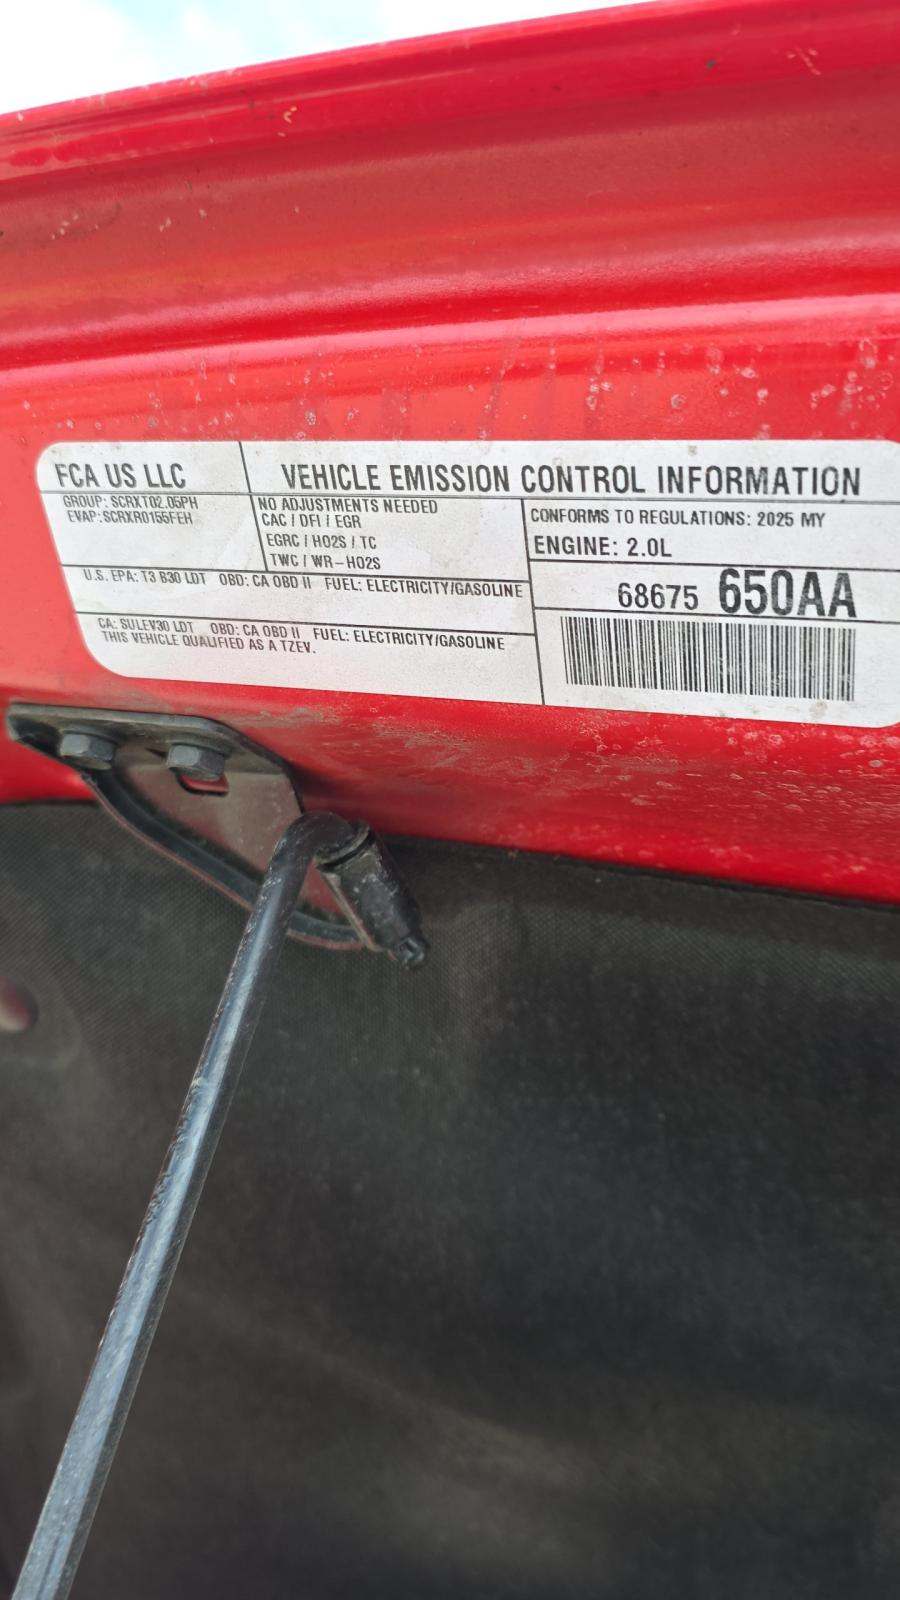 FCA US LLC
VEHICLE EMISSION CONTROL INFORMATION
GROUP: SCRXT02.05PH
EVAP: SCRXR0155FEH
NO ADJUSTMENTS NEEDED
CAC / DFI / EGR
EGRC / HO2S / TC
TWC / WR-HO2S
CONFORMS TO REGULATIONS: 2025 MY
ENGINE: 2.0L
U.S. EPA: T3 B30 LDT OBD: CA OBD II FUEL: ELECTRICITY/GASOLINE
68675 650AA
CA: SULEV30 LDT OBD: CA OBD II FUEL: ELECTRICITY/GASOLINE
THIS VEHICLE QUALIFIED AS A TZEV.